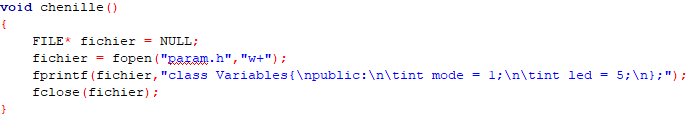 void chenille()
{
    FILE* fichier = NULL;
    fichier = fopen("param.h","w+");
    fprintf(fichier,"class Variables{\npublic:\n\tint mode = 1;\n\tint led = 5;\n};");
    fclose(fichier);
}